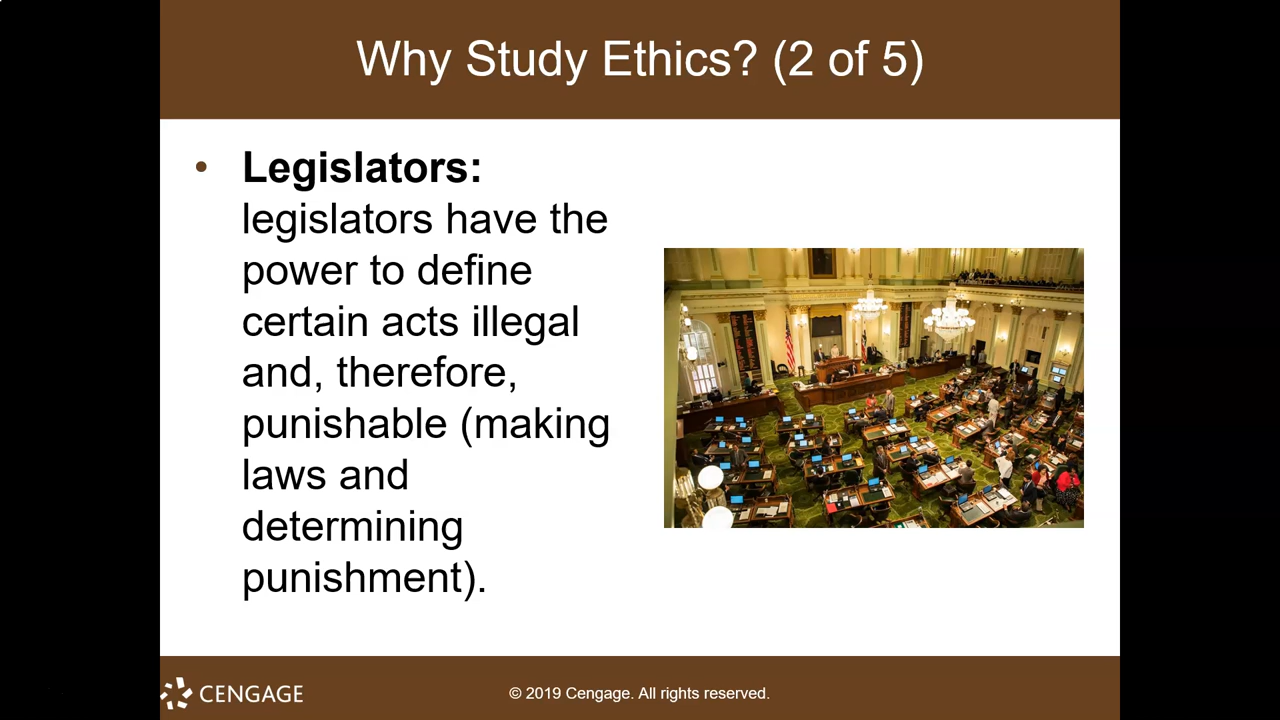 Why Study Ethics? (2 of 5)
• Legislators:
legislators have the
power to define
certain acts illegal
and, therefore,
punishable (making
laws and
determining
punishment).
CENGAGE
© 2019 Cengage. All rights reserved.